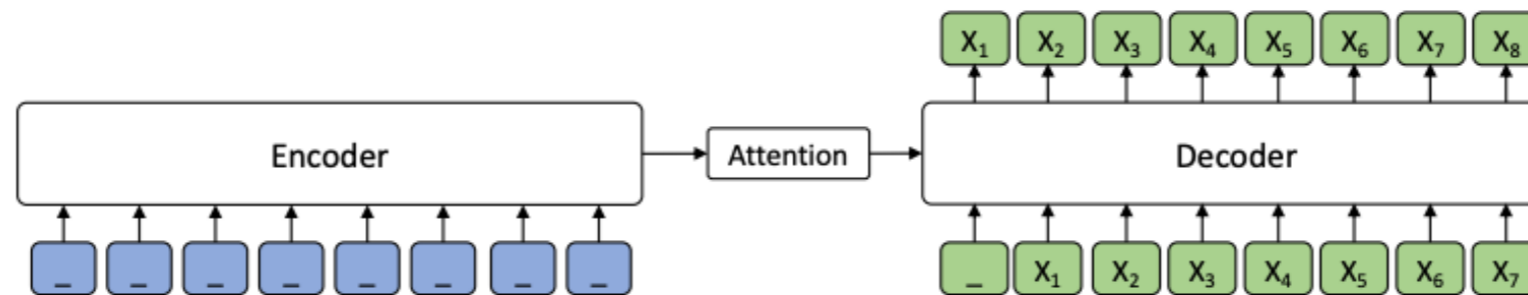 X₁ X₂ X₃ X₄ X₅ X₆ X₇ X₈
Encoder Attention Decoder
_ _ _ _ _ _ _ _ _ X₁ X₂ X₃ X₄ X₅ X₆ X₇